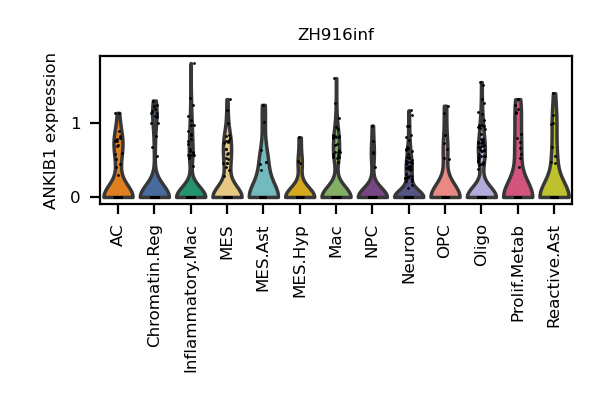 ZH916inf
ANKIB1 expression
1
0
AC
Chromatin.Reg
Inflammatory.Mac
MES
MES.Ast
MES.Hyp
Mac
NPC
Neuron
OPC
Oligo
Prolif.Metab
Reactive.Ast